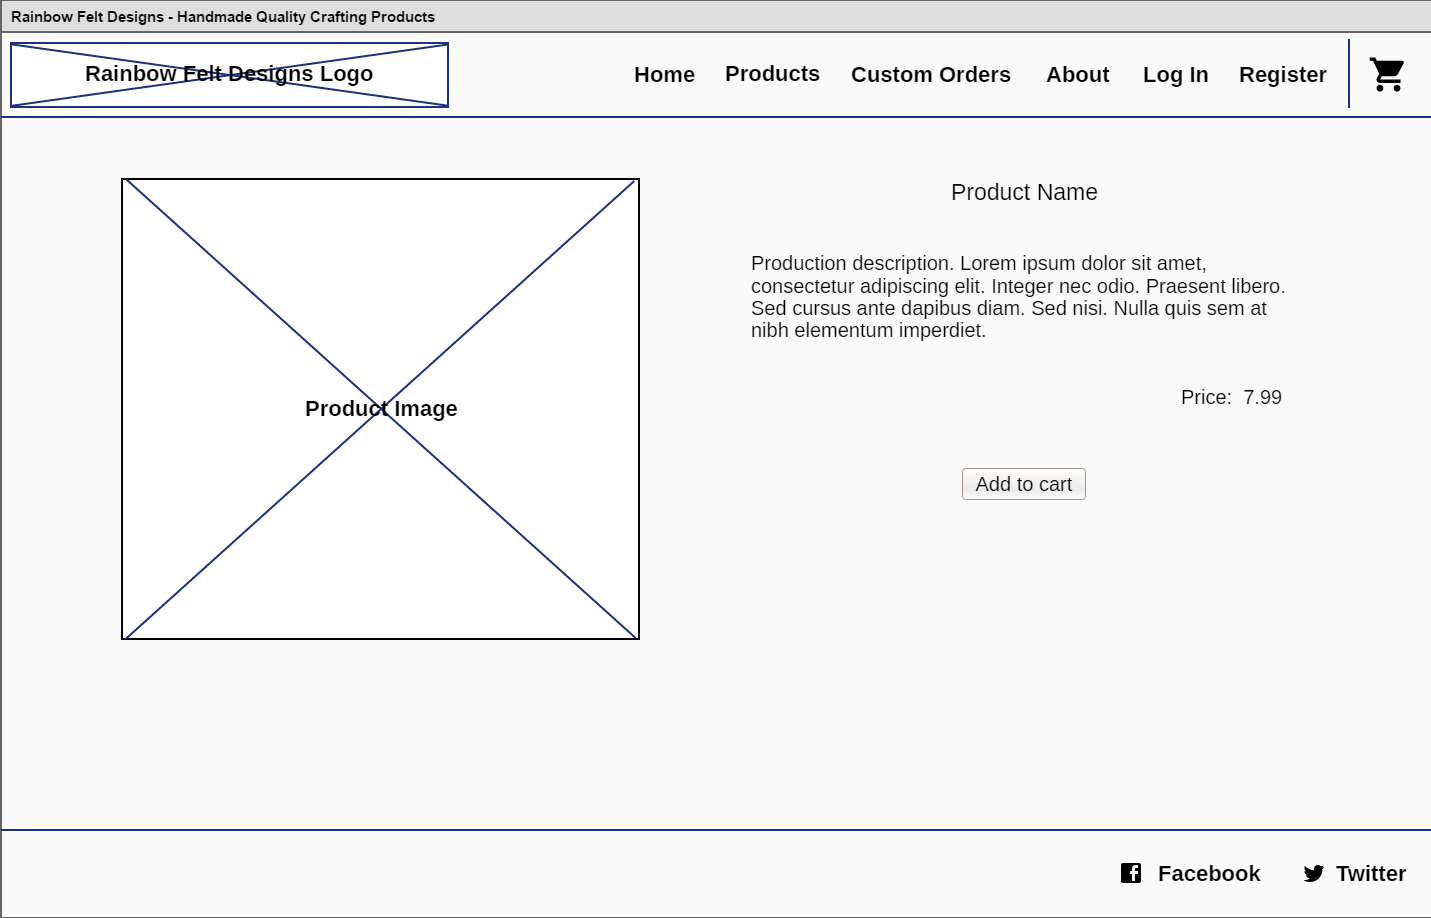 Rainbow Felt Designs - Handmade Quality Crafting Products
Rainbow Felt Designs Logo
Home Products Custom Orders About Log In Register
Product Name
Production description. Lorem ipsum dolor sit amet,
consectetur adipiscing elit. Integer nec odio. Praesent libero.
Sed cursus ante dapibus diam. Sed nisi. Nulla quis sem at
nibh elementum imperdiet.
Price: 7.99
Product Image
Add to cart
Facebook Twitter